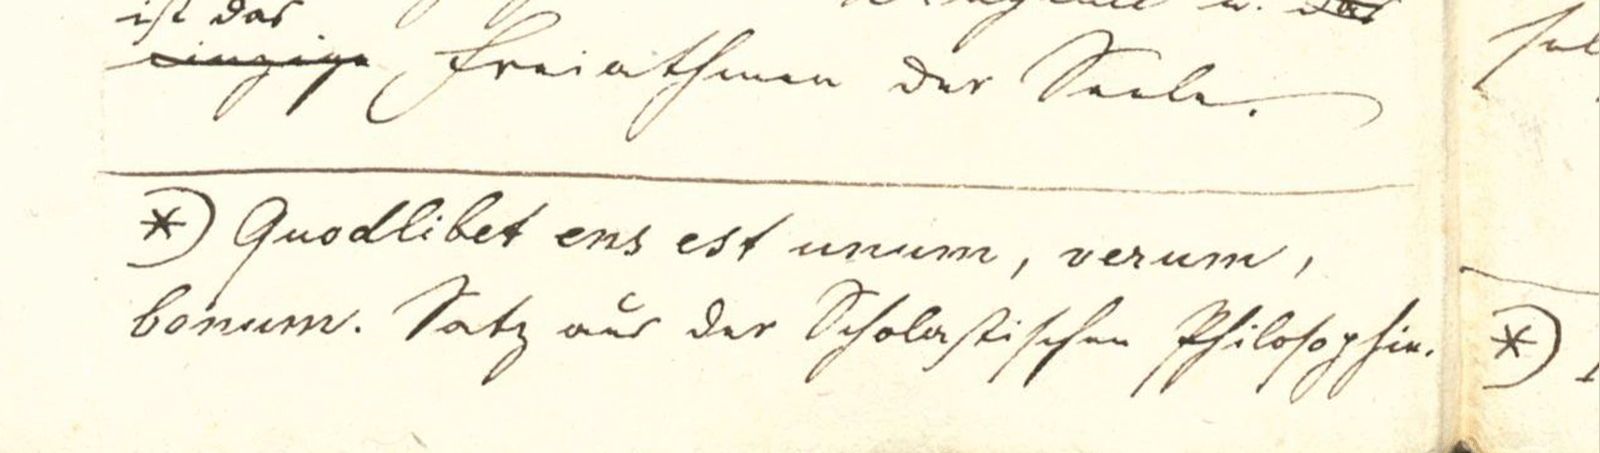 ist das
einzige freiathmen der Seele.
*) Quodlibet ens est unum, verum,
bonum. Satz aus der Scholastischen Philosophie.
*)